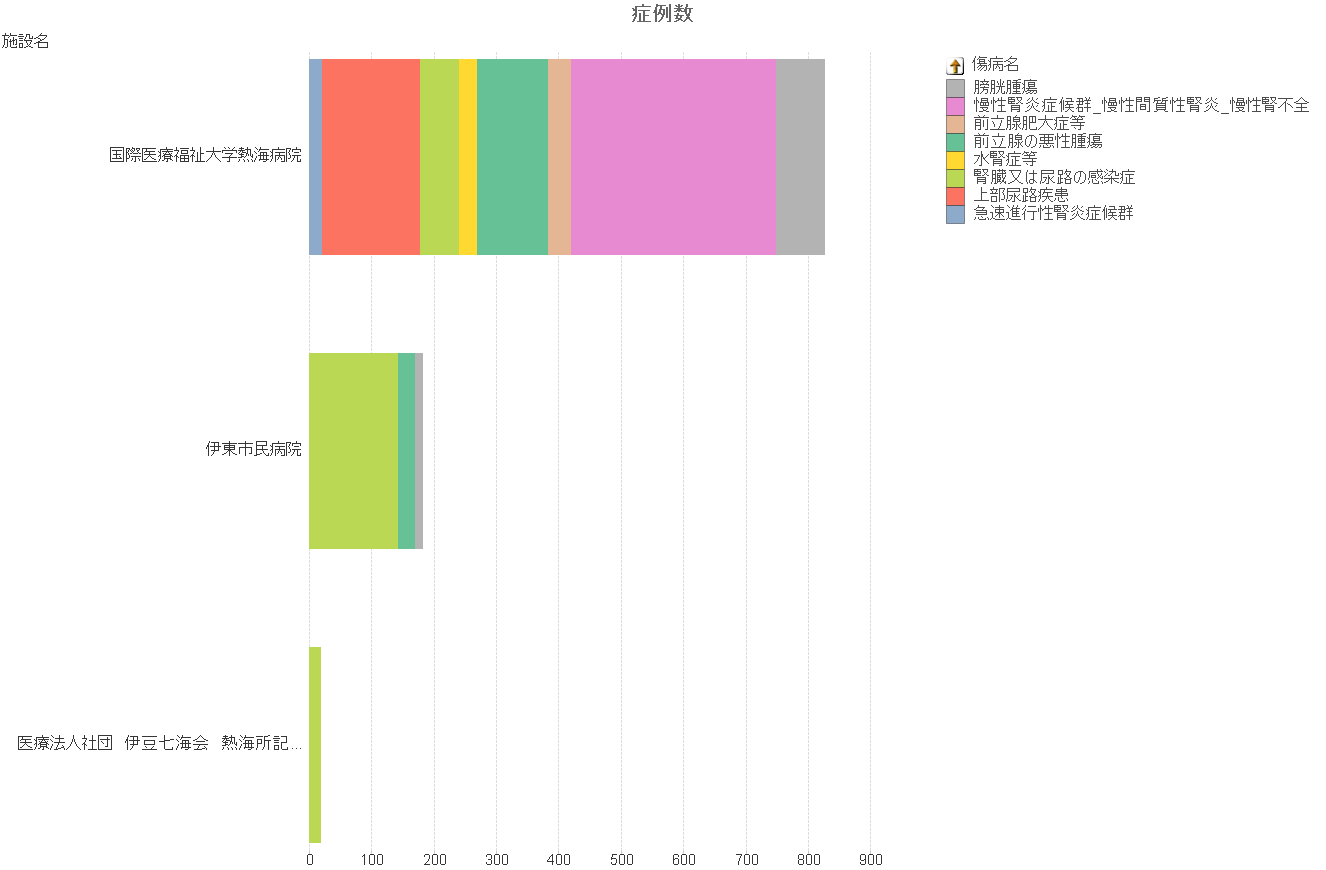 症例数
施設名
傷病名
膀胱腫瘍
慢性腎炎症候群_慢性間質性腎炎_慢性腎不全
前立腺肥大症等
前立腺の悪性腫瘍
水腎症等
腎臓又は尿路の感染症
上部尿路疾患
急速進行性腎炎症候群
国際医療福祉大学熱海病院
伊東市民病院
医療法人社団　伊豆七海会　熱海所記...
0 100 200 300 400 500 600 700 800 900